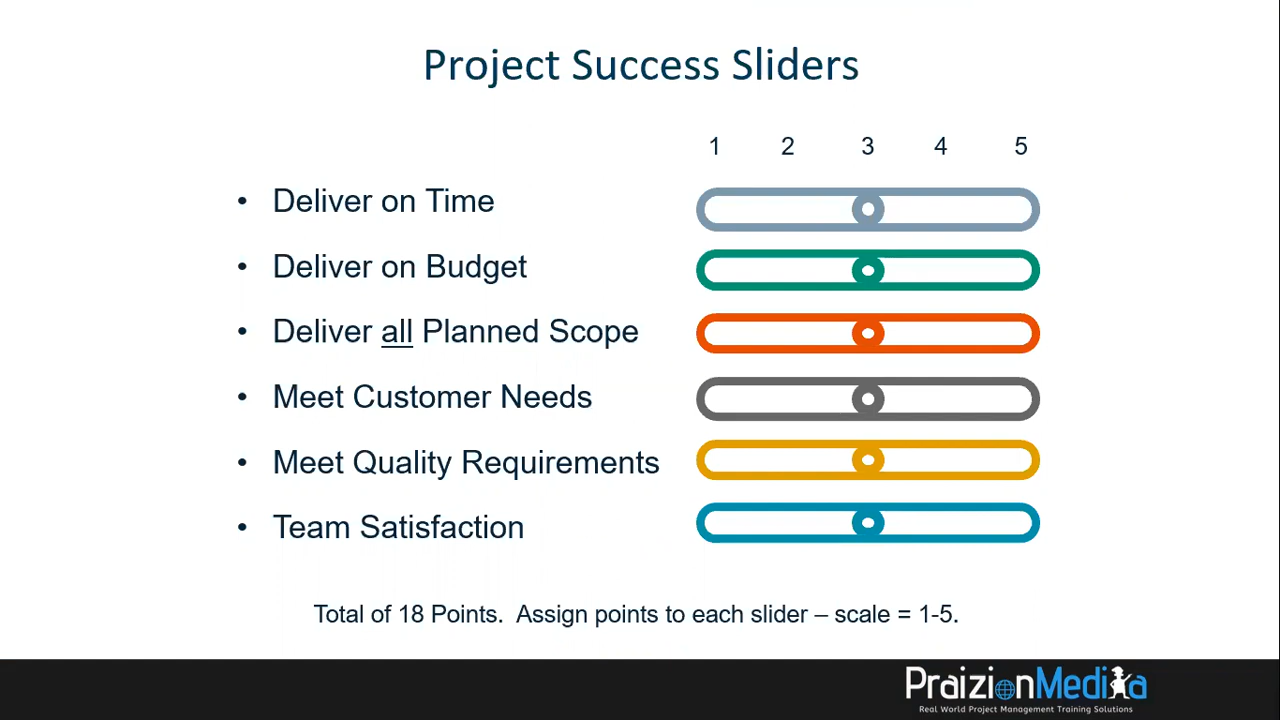 Project Success Sliders
1 2 3 4 5
• Deliver on Time
• Deliver on Budget
• Deliver all Planned Scope
• Meet Customer Needs
• Meet Quality Requirements
• Team Satisfaction
Total of 18 Points.  Assign points to each slider – scale = 1-5.
PraizionMedia
Real World Project Management Training Solutions